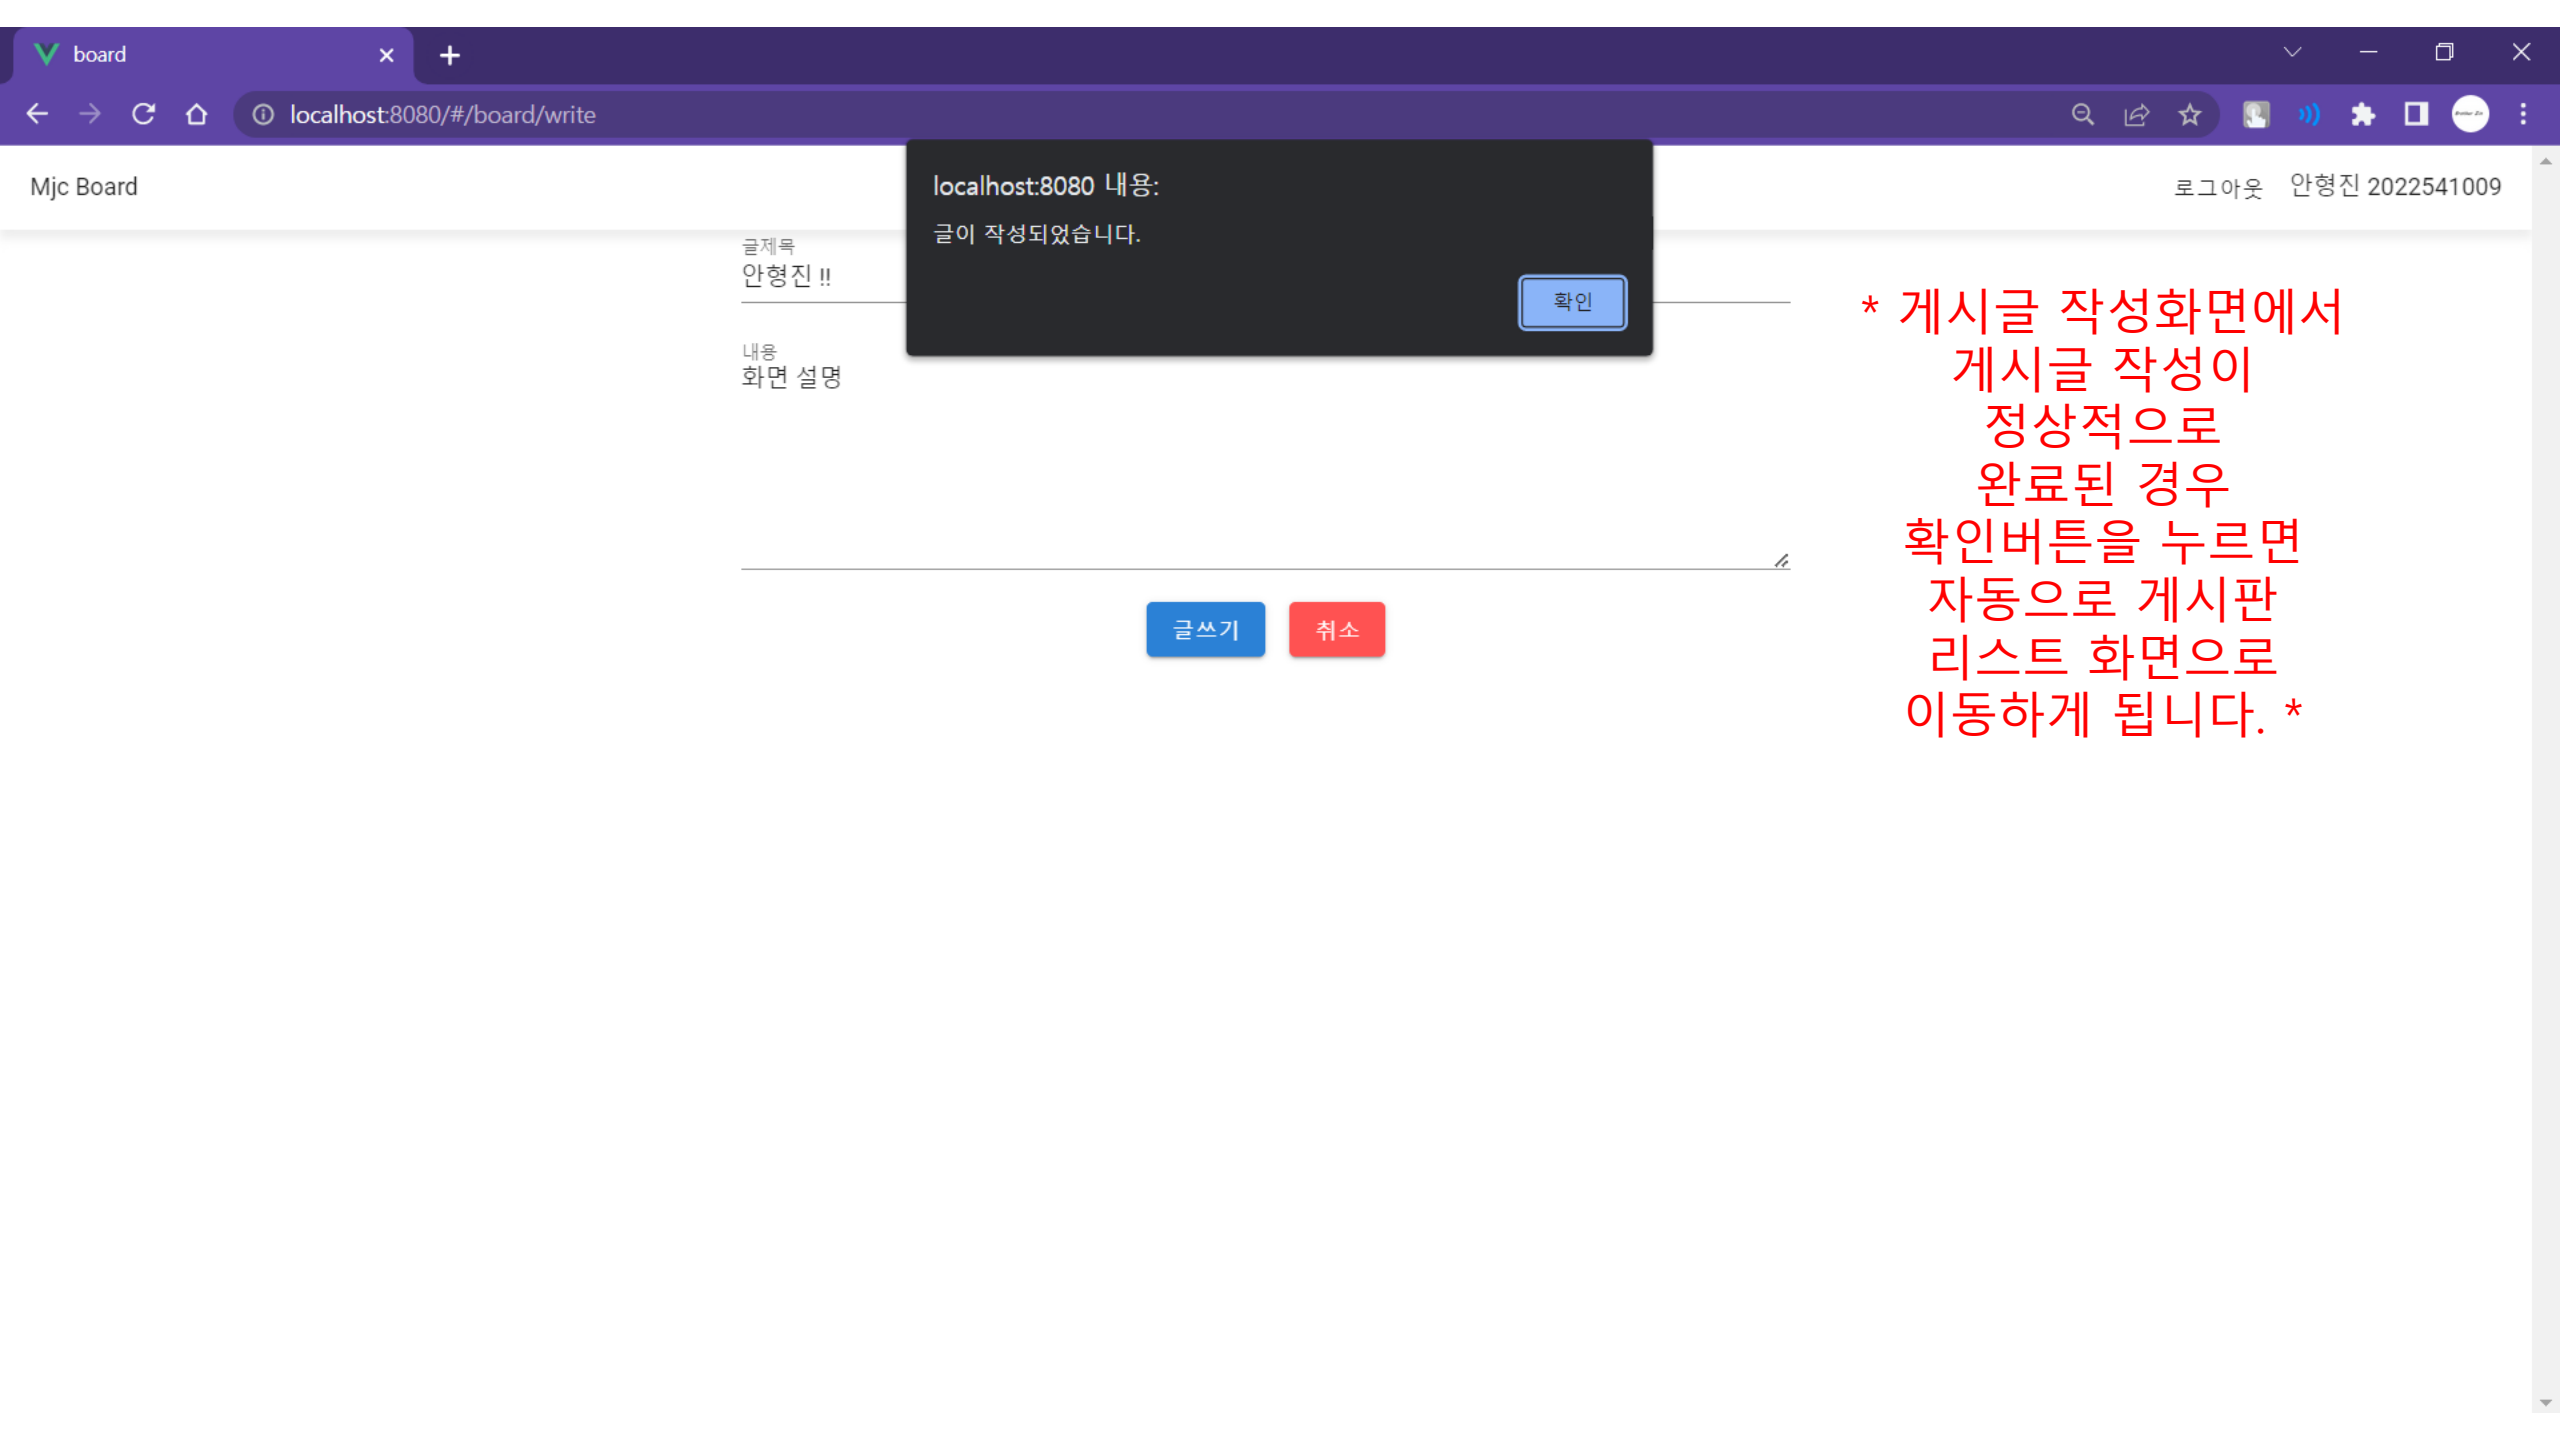 board
localhost:8080/#/board/write
Mjc Board
로그아웃 안형진 2022541009
localhost:8080 내용:
글이 작성되었습니다.
확인
글제목
안형진 !!
내용
화면 설명
글쓰기 취소
* 게시글 작성화면에서
게시글 작성이
정상적으로
완료된 경우
확인버튼을 누르면
자동으로 게시판
리스트 화면으로
이동하게 됩니다. *